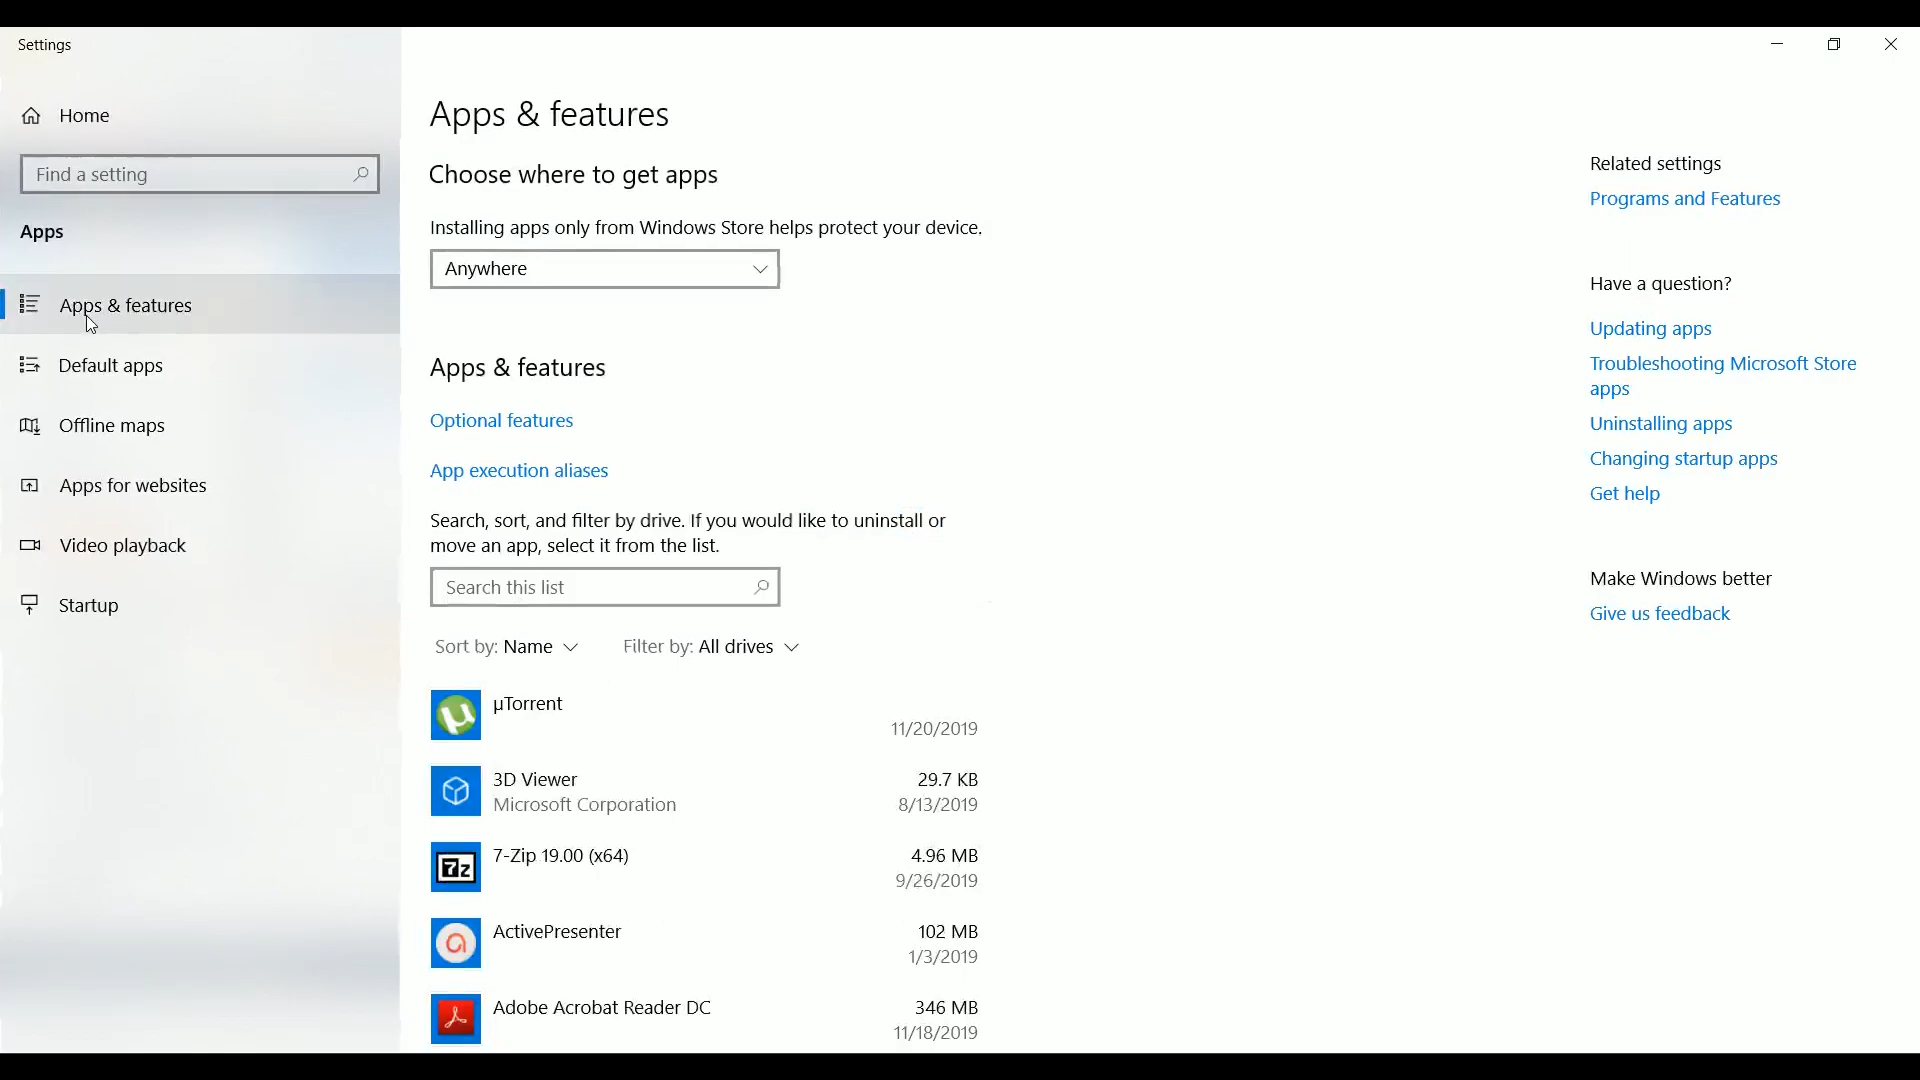 Settings
Home
Find a setting
Apps
Apps & features
Default apps
Offline maps
Apps for websites
Video playback
Startup
Apps & features
Choose where to get apps
Installing apps only from Windows Store helps protect your device.
Anywhere
Apps & features
Optional features
App execution aliases
Search, sort, and filter by drive. If you would like to uninstall or
move an app, select it from the list.
Search this list
Sort by: Name Filter by: All drives
µTorrent
11/20/2019
3D Viewer 29.7 KB
Microsoft Corporation 8/13/2019
7z
7-Zip 19.00 (x64) 4.96 MB
9/26/2019
ActivePresenter 102 MB
1/3/2019
Adobe Acrobat Reader DC 346 MB
11/18/2019
Related settings
Programs and Features
Have a question?
Updating apps
Troubleshooting Microsoft Store
apps
Uninstalling apps
Changing startup apps
Get help
Make Windows better
Give us feedback